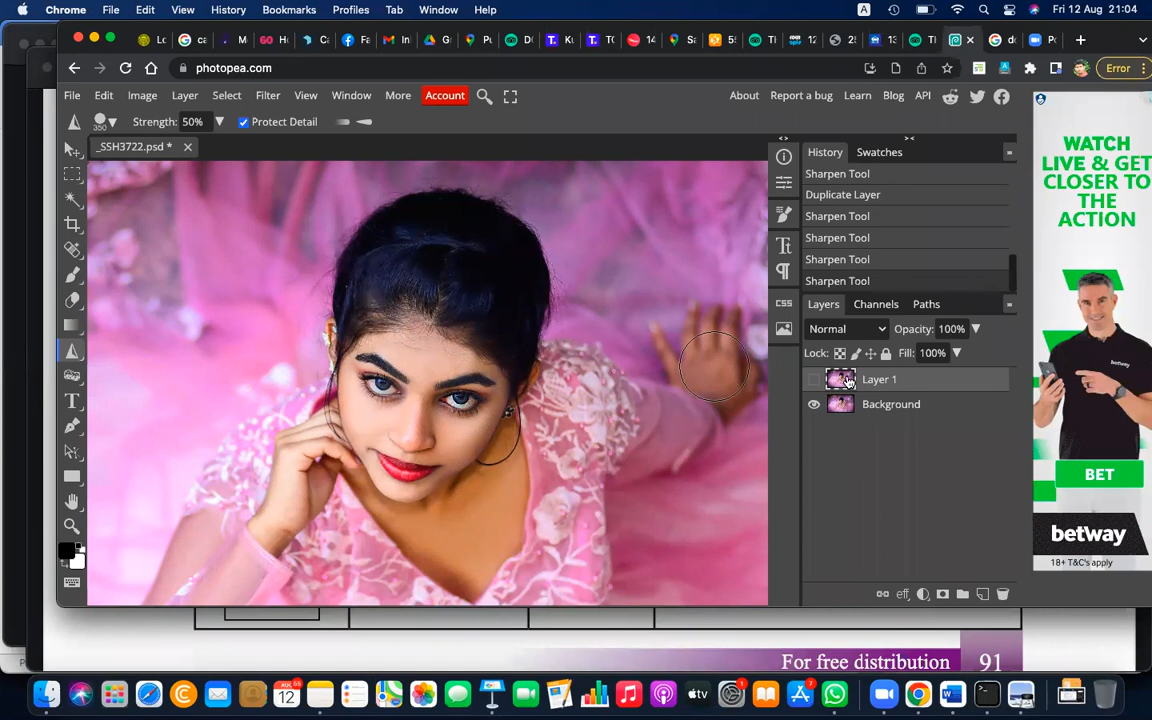 Chrome File Edit View History Bookmarks Profiles Tab Window Help A Fri 12 Aug 21:04
photopea.com Error
File Edit Image Layer Select Filter View Window More Account About Report a bug Learn Blog API
350 Strength: 50% Protect Detail
_SSH3722.psd *
History Swatches
Sharpen Tool
Duplicate Layer
Sharpen Tool
Sharpen Tool
Sharpen Tool
Sharpen Tool
Layers Channels Paths
Normal Opacity: 100%
Lock: Fill: 100%
Layer 1
Background
CSS
eff
WATCH
LIVE & GET
CLOSER TO
THE
ACTION
BET
betway
18+ T&C's apply
For free distribution 91